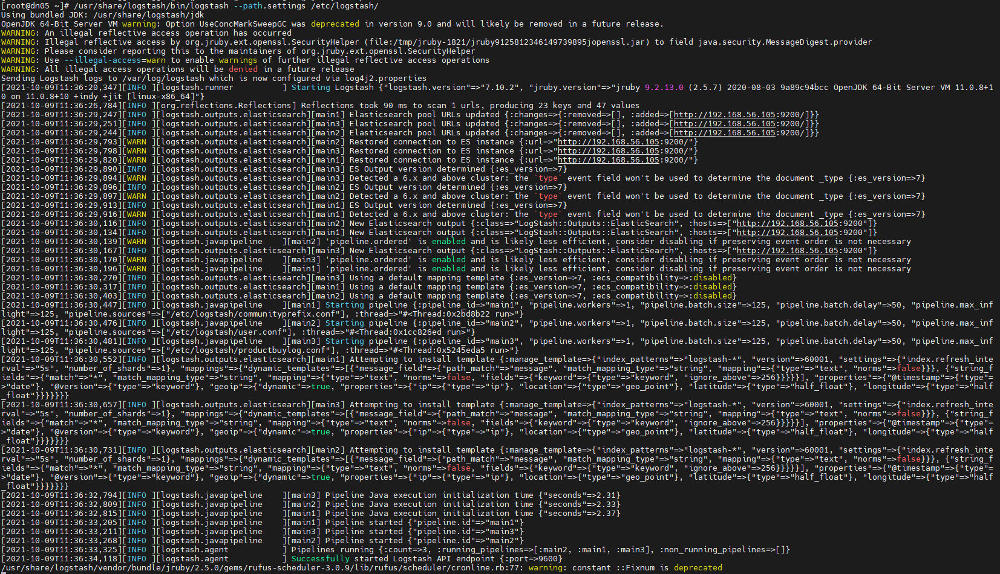 [root@dn05 ~]# /usr/share/logstash/bin/logstash --path.settings /etc/logstash/
Using bundled JDK: /usr/share/logstash/jdk
OpenJDK 64-Bit Server VM warning: Option UseConcMarkSweepGC was deprecated in version 9.0 and will likely be removed in a future release.
WARNING: An illegal reflective access operation has occurred
WARNING: Illegal reflective access by org.jruby.ext.openssl.SecurityHelper (file:/tmp/jruby-1821/jruby9125812346149739895jopenssl.jar) to field java.security.MessageDigest.provider
WARNING: Please consider reporting this to the maintainers of org.jruby.ext.openssl.SecurityHelper
WARNING: Use --illegal-access=warn to enable warnings of further illegal reflective access operations
WARNING: All illegal access operations will be denied in a future release
Sending Logstash logs to /var/log/logstash which is now configured via log4j2.properties
[2021-10-09T11:36:20,347][INFO ][logstash.runner          ] Starting Logstash {"logstash.version"=>"7.10.2", "jruby.version"=>"jruby 9.2.13.0 (2.5.7) 2020-08-03 9a89c94bcc OpenJDK 64-Bit Server VM 11.0.8+1
0 on 11.0.8+10 +indy +jit [linux-x86_64]"}
[2021-10-09T11:36:26,784][INFO ][org.reflections.Reflections] Reflections took 90 ms to scan 1 urls, producing 23 keys and 47 values
[2021-10-09T11:36:29,247][INFO ][logstash.outputs.elasticsearch][main1] Elasticsearch pool URLs updated {:changes=>{:removed=>[], :added=>[http://192.168.56.105:9200/]}}
[2021-10-09T11:36:29,251][INFO ][logstash.outputs.elasticsearch][main3] Elasticsearch pool URLs updated {:changes=>{:removed=>[], :added=>[http://192.168.56.105:9200/]}}
[2021-10-09T11:36:29,244][INFO ][logstash.outputs.elasticsearch][main2] Elasticsearch pool URLs updated {:changes=>{:removed=>[], :added=>[http://192.168.56.105:9200/]}}
[2021-10-09T11:36:29,793][WARN ][logstash.outputs.elasticsearch][main2] Restored connection to ES instance {:url=>"http://192.168.56.105:9200/"}
[2021-10-09T11:36:29,798][WARN ][logstash.outputs.elasticsearch][main3] Restored connection to ES instance {:url=>"http://192.168.56.105:9200/"}
[2021-10-09T11:36:29,820][WARN ][logstash.outputs.elasticsearch][main1] Restored connection to ES instance {:url=>"http://192.168.56.105:9200/"}
[2021-10-09T11:36:29,890][INFO ][logstash.outputs.elasticsearch][main3] ES Output version determined {:es_version=>7}
[2021-10-09T11:36:29,894][WARN ][logstash.outputs.elasticsearch][main3] Detected a 6.x and above cluster: the `type` event field won't be used to determine the document _type {:es_version=>7}
[2021-10-09T11:36:29,896][INFO ][logstash.outputs.elasticsearch][main2] ES Output version determined {:es_version=>7}
[2021-10-09T11:36:29,897][WARN ][logstash.outputs.elasticsearch][main2] Detected a 6.x and above cluster: the `type` event field won't be used to determine the document _type {:es_version=>7}
[2021-10-09T11:36:29,913][INFO ][logstash.outputs.elasticsearch][main1] ES Output version determined {:es_version=>7}
[2021-10-09T11:36:29,916][WARN ][logstash.outputs.elasticsearch][main1] Detected a 6.x and above cluster: the `type` event field won't be used to determine the document _type {:es_version=>7}
[2021-10-09T11:36:30,116][INFO ][logstash.outputs.elasticsearch][main2] New Elasticsearch output {:class=>"LogStash::Outputs::ElasticSearch", :hosts=>["http://192.168.56.105:9200"]}
[2021-10-09T11:36:30,134][INFO ][logstash.outputs.elasticsearch][main1] New Elasticsearch output {:class=>"LogStash::Outputs::ElasticSearch", :hosts=>["http://192.168.56.105:9200"]}
[2021-10-09T11:36:30,139][WARN ][logstash.javapipeline    ][main2] 'pipeline.ordered' is enabled and is likely less efficient, consider disabling if preserving event order is not necessary
[2021-10-09T11:36:30,167][INFO ][logstash.outputs.elasticsearch][main3] New Elasticsearch output {:class=>"LogStash::Outputs::ElasticSearch", :hosts=>["http://192.168.56.105:9200"]}
[2021-10-09T11:36:30,170][WARN ][logstash.javapipeline    ][main3] 'pipeline.ordered' is enabled and is likely less efficient, consider disabling if preserving event order is not necessary
[2021-10-09T11:36:30,196][WARN ][logstash.javapipeline    ][main1] 'pipeline.ordered' is enabled and is likely less efficient, consider disabling if preserving event order is not necessary
[2021-10-09T11:36:30,270][INFO ][logstash.outputs.elasticsearch][main3] Using a default mapping template {:es_version=>7, :ecs_compatibility=>:disabled}
[2021-10-09T11:36:30,317][INFO ][logstash.outputs.elasticsearch][main1] Using a default mapping template {:es_version=>7, :ecs_compatibility=>:disabled}
[2021-10-09T11:36:30,403][INFO ][logstash.outputs.elasticsearch][main2] Using a default mapping template {:es_version=>7, :ecs_compatibility=>:disabled}
[2021-10-09T11:36:30,447][INFO ][logstash.javapipeline    ][main1] Starting pipeline {:pipeline_id=>"main1", "pipeline.workers"=>1, "pipeline.batch.size"=>125, "pipeline.batch.delay"=>50, "pipeline.max_inf
light"=>125, "pipeline.sources"=>["/etc/logstash/communityprefix.conf"], :thread=>"#<Thread:0x2bd8b22 run>"}
[2021-10-09T11:36:30,476][INFO ][logstash.javapipeline    ][main2] Starting pipeline {:pipeline_id=>"main2", "pipeline.workers"=>1, "pipeline.batch.size"=>125, "pipeline.batch.delay"=>50, "pipeline.max_inf
light"=>125, "pipeline.sources"=>["/etc/logstash/user.conf"], :thread=>"#<Thread:0x1cc826ed run>"}
[2021-10-09T11:36:30,481][INFO ][logstash.javapipeline    ][main3] Starting pipeline {:pipeline_id=>"main3", "pipeline.workers"=>1, "pipeline.batch.size"=>125, "pipeline.batch.delay"=>50, "pipeline.max_inf
light"=>125, "pipeline.sources"=>["/etc/logstash/productbuylog.conf"], :thread=>"#<Thread:0x5245eda5 run>"}
[2021-10-09T11:36:30,552][INFO ][logstash.outputs.elasticsearch][main1] Attempting to install template {:manage_template=>{"index_patterns"=>"logstash-*", "version"=>60001, "settings"=>{"index.refresh_inte
rval"=>"5s", "number_of_shards"=>1}, "mappings"=>{"dynamic_templates"=>[{"message_field"=>{"path_match"=>"message", "match_mapping_type"=>"string", "mapping"=>{"type"=>"text", "norms"=>false}}}, {"string_f
ields"=>{"match"=>"*", "match_mapping_type"=>"string", "mapping"=>{"type"=>"text", "norms"=>false, "fields"=>{"keyword"=>{"type"=>"keyword", "ignore_above"=>256}}}}}], "properties"=>{"@timestamp"=>{"type"=
>"date"}, "@version"=>{"type"=>"keyword"}, "geoip"=>{"dynamic"=>true, "properties"=>{"ip"=>{"type"=>"ip"}, "location"=>{"type"=>"geo_point"}, "latitude"=>{"type"=>"half_float"}, "longitude"=>{"type"=>"half
_float"}}}}}}}
[2021-10-09T11:36:30,657][INFO ][logstash.outputs.elasticsearch][main3] Attempting to install template {:manage_template=>{"index_patterns"=>"logstash-*", "version"=>60001, "settings"=>{"index.refresh_inte
rval"=>"5s", "number_of_shards"=>1}, "mappings"=>{"dynamic_templates"=>[{"message_field"=>{"path_match"=>"message", "match_mapping_type"=>"string", "mapping"=>{"type"=>"text", "norms"=>false}}}, {"string_f
ields"=>{"match"=>"*", "match_mapping_type"=>"string", "mapping"=>{"type"=>"text", "norms"=>false, "fields"=>{"keyword"=>{"type"=>"keyword", "ignore_above"=>256}}}}}], "properties"=>{"@timestamp"=>{"type"=
>"date"}, "@version"=>{"type"=>"keyword"}, "geoip"=>{"dynamic"=>true, "properties"=>{"ip"=>{"type"=>"ip"}, "location"=>{"type"=>"geo_point"}, "latitude"=>{"type"=>"half_float"}, "longitude"=>{"type"=>"half
_float"}}}}}}}
[2021-10-09T11:36:30,731][INFO ][logstash.outputs.elasticsearch][main2] Attempting to install template {:manage_template=>{"index_patterns"=>"logstash-*", "version"=>60001, "settings"=>{"index.refresh_inte
rval"=>"5s", "number_of_shards"=>1}, "mappings"=>{"dynamic_templates"=>[{"message_field"=>{"path_match"=>"message", "match_mapping_type"=>"string", "mapping"=>{"type"=>"text", "norms"=>false}}}, {"string_f
ields"=>{"match"=>"*", "match_mapping_type"=>"string", "mapping"=>{"type"=>"text", "norms"=>false, "fields"=>{"keyword"=>{"type"=>"keyword", "ignore_above"=>256}}}}}], "properties"=>{"@timestamp"=>{"type"=
>"date"}, "@version"=>{"type"=>"keyword"}, "geoip"=>{"dynamic"=>true, "properties"=>{"ip"=>{"type"=>"ip"}, "location"=>{"type"=>"geo_point"}, "latitude"=>{"type"=>"half_float"}, "longitude"=>{"type"=>"half
_float"}}}}}}}
[2021-10-09T11:36:32,794][INFO ][logstash.javapipeline    ][main3] Pipeline Java execution initialization time {"seconds"=>2.31}
[2021-10-09T11:36:32,809][INFO ][logstash.javapipeline    ][main2] Pipeline Java execution initialization time {"seconds"=>2.33}
[2021-10-09T11:36:32,815][INFO ][logstash.javapipeline    ][main1] Pipeline Java execution initialization time {"seconds"=>2.37}
[2021-10-09T11:36:33,205][INFO ][logstash.javapipeline    ][main1] Pipeline started {"pipeline.id"=>"main1"}
[2021-10-09T11:36:33,211][INFO ][logstash.javapipeline    ][main3] Pipeline started {"pipeline.id"=>"main3"}
[2021-10-09T11:36:33,268][INFO ][logstash.javapipeline    ][main2] Pipeline started {"pipeline.id"=>"main2"}
[2021-10-09T11:36:33,325][INFO ][logstash.agent           ] Pipelines running {:count=>3, :running_pipelines=>[:main2, :main1, :main3], :non_running_pipelines=>[]}
[2021-10-09T11:36:34,118][INFO ][logstash.agent           ] Successfully started Logstash API endpoint {:port=>9600}
/usr/share/logstash/vendor/bundle/jruby/2.5.0/gems/rufus-scheduler-3.0.9/lib/rufus/scheduler/cronline.rb:77: warning: constant ::Fixnum is deprecated